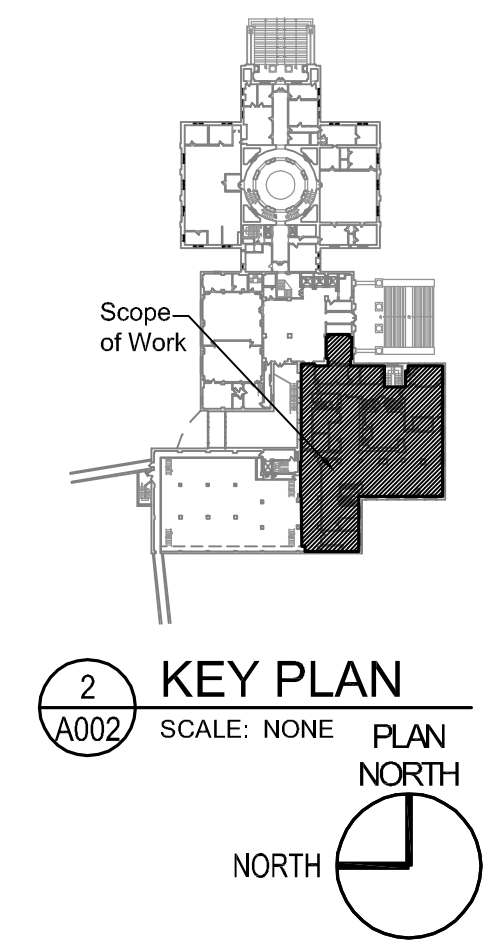 Scope
of Work
2
A002
KEY PLAN
SCALE: NONE
PLAN
NORTH
NORTH